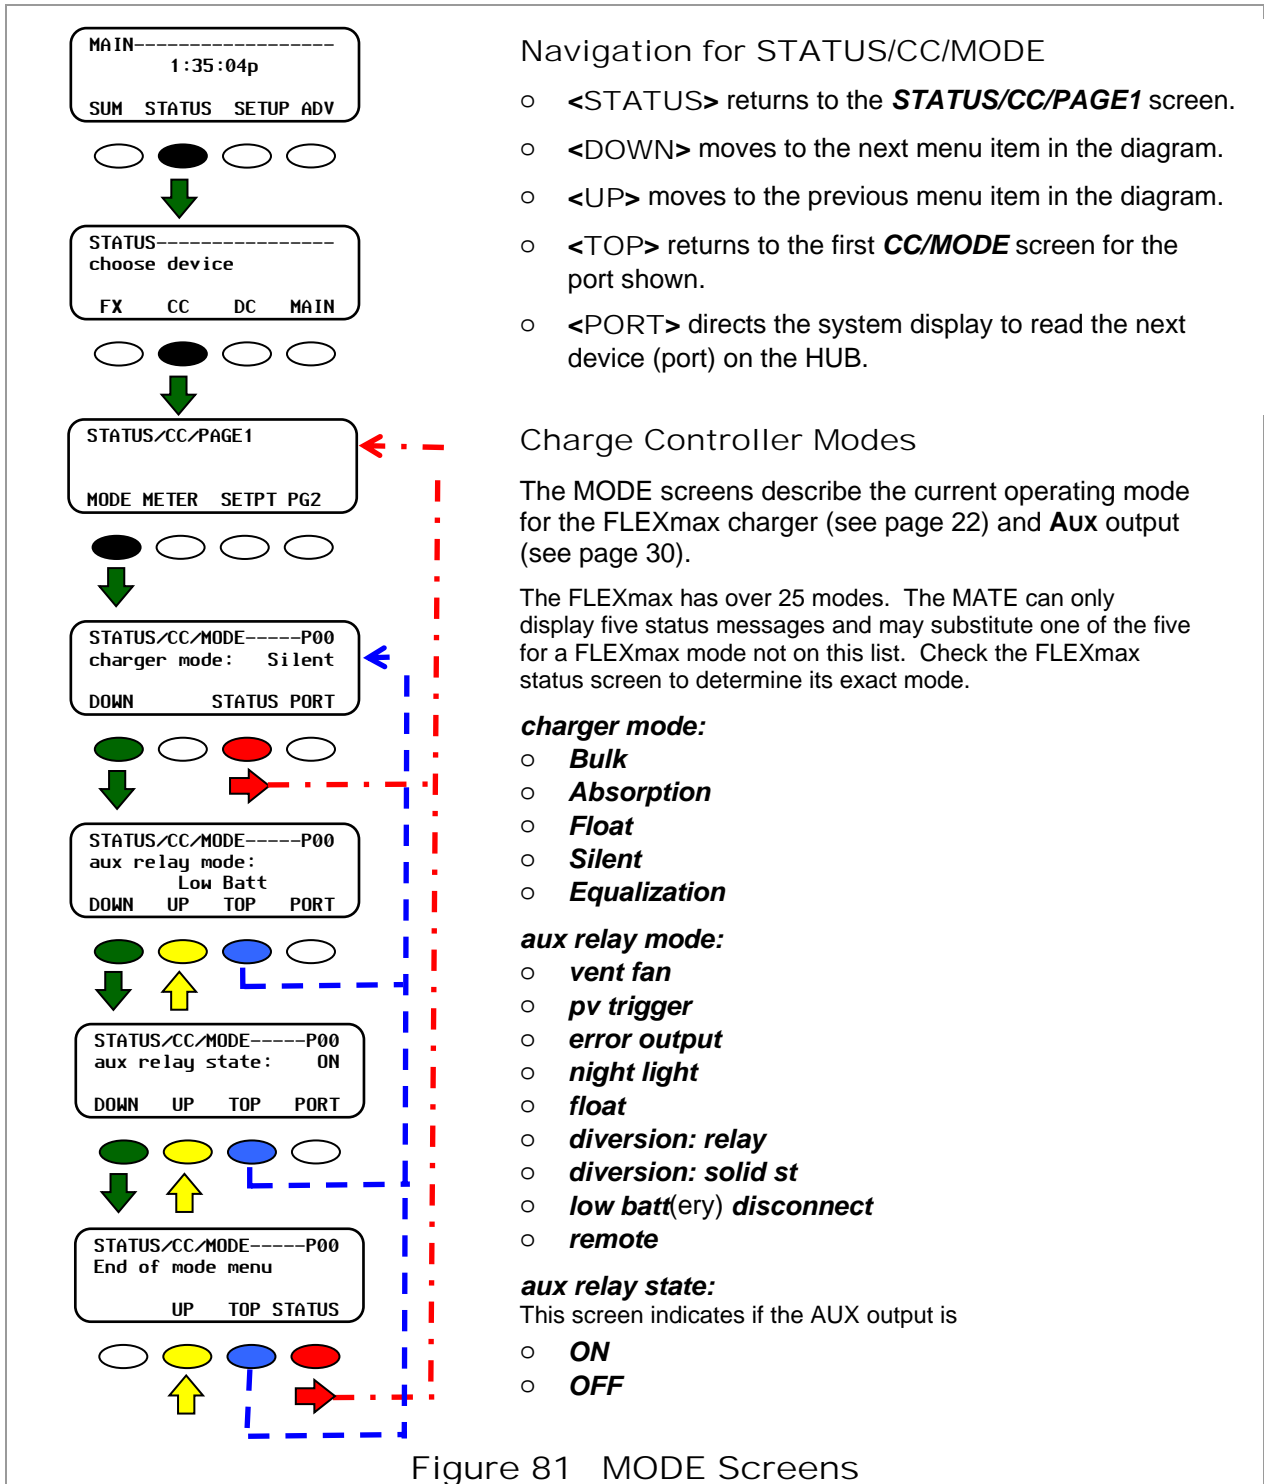 MAIN-------------------
1:35:04p
SUM STATUS SETUP ADV
STATUS-----------------
choose device
FX CC DC MAIN
STATUS/CC/PAGE1
MODE METER SETPT PG2
STATUS/CC/MODE-----P00
charger mode: Silent
DOWN STATUS PORT
STATUS/CC/MODE-----P00
aux relay mode:
Low Batt
DOWN UP TOP PORT
STATUS/CC/MODE-----P00
aux relay state: ON
DOWN UP TOP PORT
STATUS/CC/MODE-----P00
End of mode menu
UP TOP STATUS
Navigation for STATUS/CC/MODE
o <STATUS> returns to the STATUS/CC/PAGE1 screen.
o <DOWN> moves to the next menu item in the diagram.
o <UP> moves to the previous menu item in the diagram.
o <TOP> returns to the first CC/MODE screen for the
port shown.
o <PORT> directs the system display to read the next
device (port) on the HUB.
Charge Controller Modes
The MODE screens describe the current operating mode
for the FLEXmax charger (see page 22) and AUX output
(see page 30).
The FLEXmax has over 25 modes. The MATE can only
display five status messages and may substitute one of the five
for a FLEXmax mode not on this list. Check the FLEXmax
status screen to determine its exact mode.
charger mode:
o Bulk
o Absorption
o Float
o Silent
o Equalization
aux relay mode:
o vent fan
o pv trigger
o error output
o night light
o float
o diversion: relay
o diversion: solid st
o low batt(ery) disconnect
o remote
aux relay state:
This screen indicates if the AUX output is
o ON
o OFF
Figure 81 MODE Screens